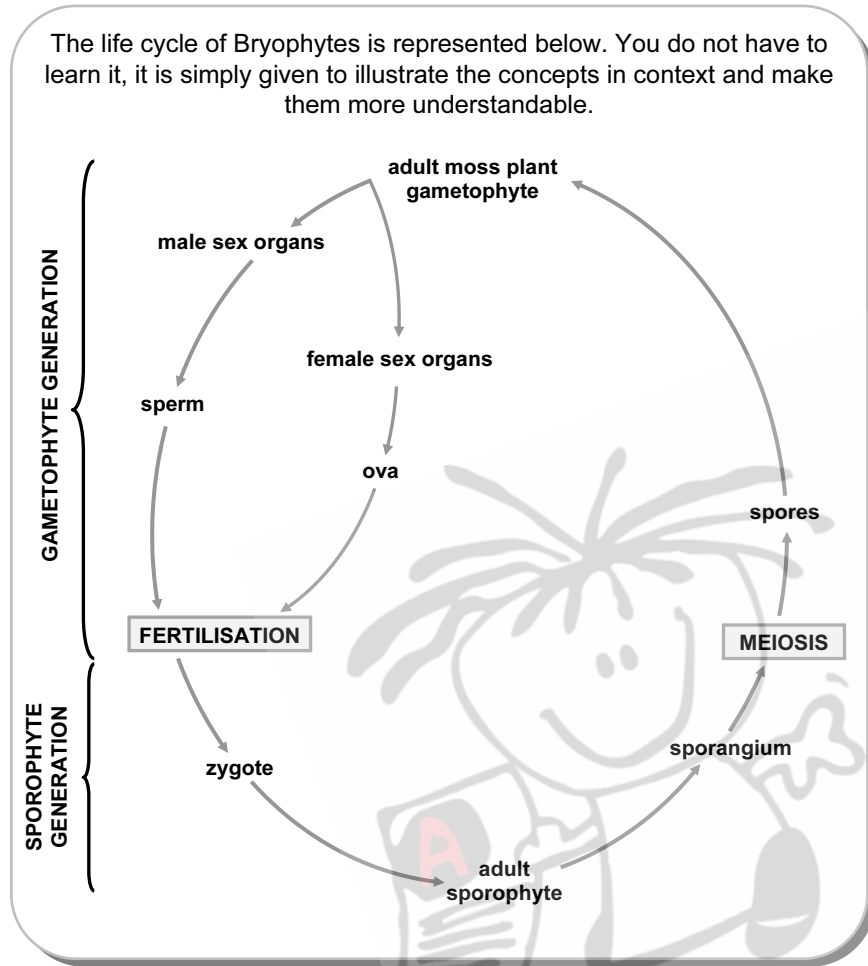 The life cycle of Bryophytes is represented below. You do not have to
learn it, it is simply given to illustrate the concepts in context and make
them more understandable.
adult moss plant
gametophyte
male sex organs
female sex organs
sperm
ova
spores
FERTILISATION
MEIOSIS
zygote
sporangium
adult
sporophyte
GAMETOPHYTE GENERATION
SPOROPHYTE
GENERATION
A